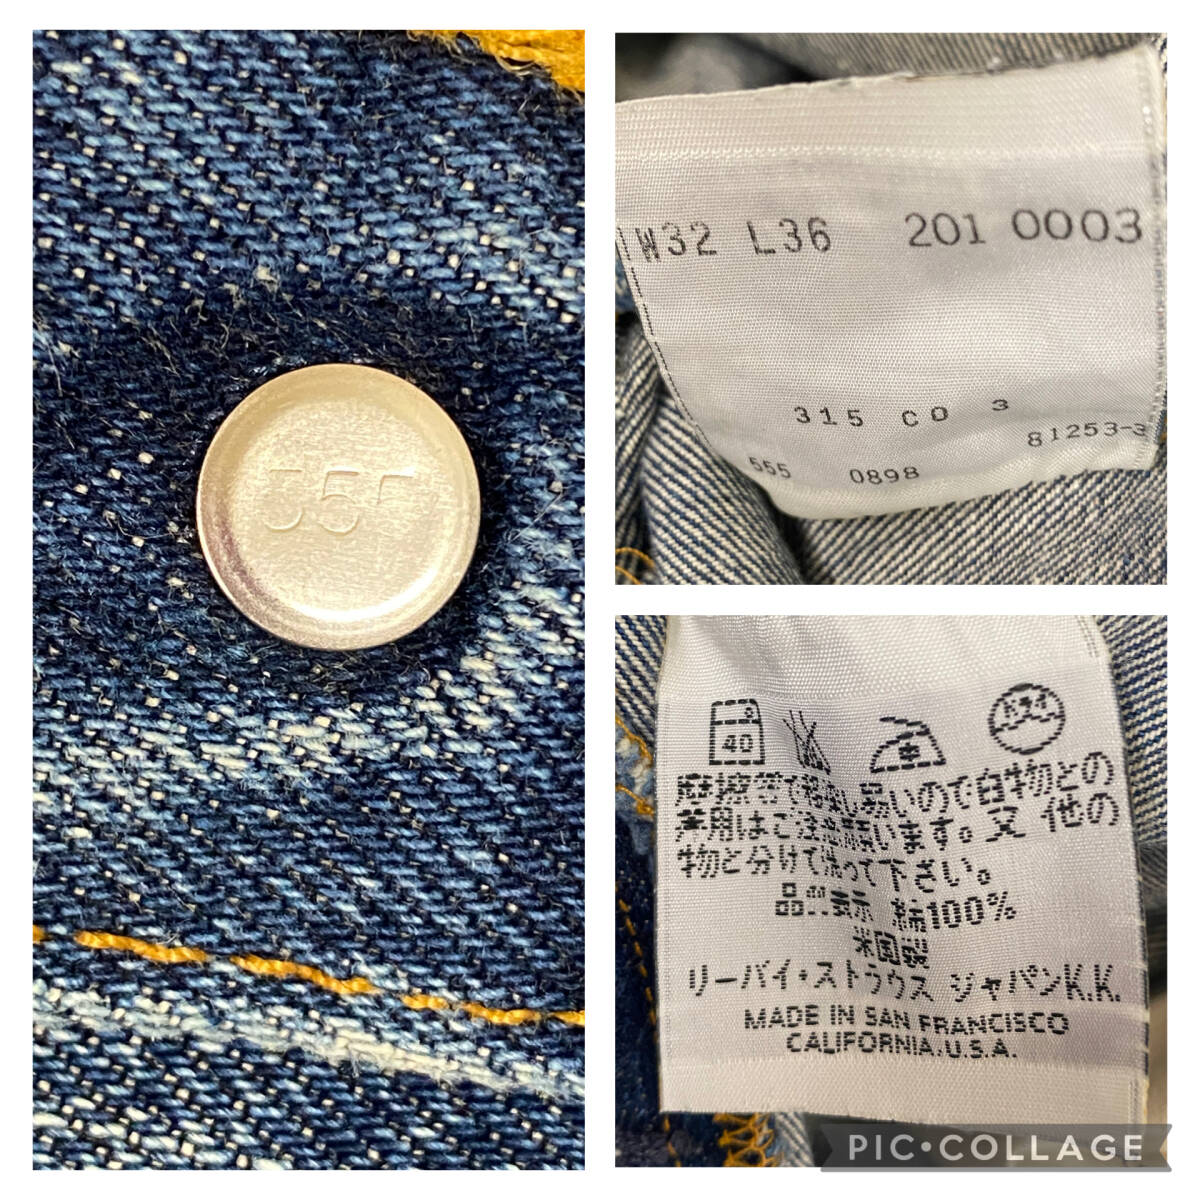 555
W32 L36 201 0003
315 CO 3
81253-3
555 0898
40
摩擦等で移染し易いので白物との
兼用はご注意願います。又 他の
物と分けて洗って下さい。
品質表示 綿100%
米国製
リーバイ・ストラウス ジャパンK.K.
MADE IN SAN FRANCISCO
CALIFORNIA.U.S.A.
PIC•COLLAGE